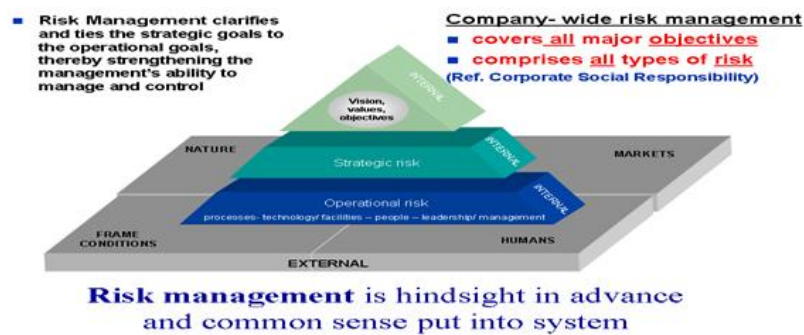 Risk Management clarifies
and ties the strategic goals to
the operational goals,
thereby strengthening the
management's ability to
manage and control
Company- wide risk management
covers all major objectives
comprises all types of risk
(Ref. Corporate Social Responsibility)
INTERNAL
Vision,
values,
objectives
NATURE
Strategic risk
INTERNAL
MARKETS
Operational risk
INTERNAL
processes- technology/ facilities – people – leadership/ management
FRAME
CONDITIONS
HUMANS
EXTERNAL
Risk management is hindsight in advance
and common sense put into system